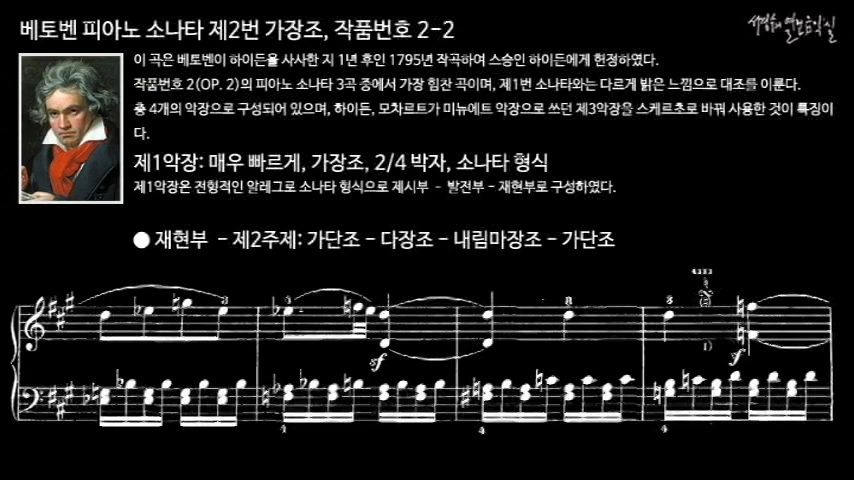 베토벤 피아노 소나타 제2번 가장조, 작품번호 2-2
이 곡은 베토벤이 하이든을 사사한 지 1년 후인 1795년 작곡하여 스승인 하이든에게 헌정하였다.
작품번호 2(OP. 2)의 피아노 소나타 3곡 중에서 가장 힘찬 곡이며, 제1번 소나타와는 다르게 밝은 느낌으로 대조를 이룬다.
총 4개의 악장으로 구성되어 있으며, 하이든, 모차르트가 미뉴에트 악장으로 쓰던 제3악장을 스케르초로 바꿔 사용한 것이 특징이
다.
제1악장: 매우 빠르게, 가장조, 2/4 박자, 소나타 형식
제1악장은 전형적인 알레그로 소나타 형식으로 제시부 - 발전부 - 재현부로 구성하였다.
● 재현부 - 제2주제: 가단조 - 다장조 - 내림마장조 - 가단조
3 4 8 3
sf 1) sf
4 4 4